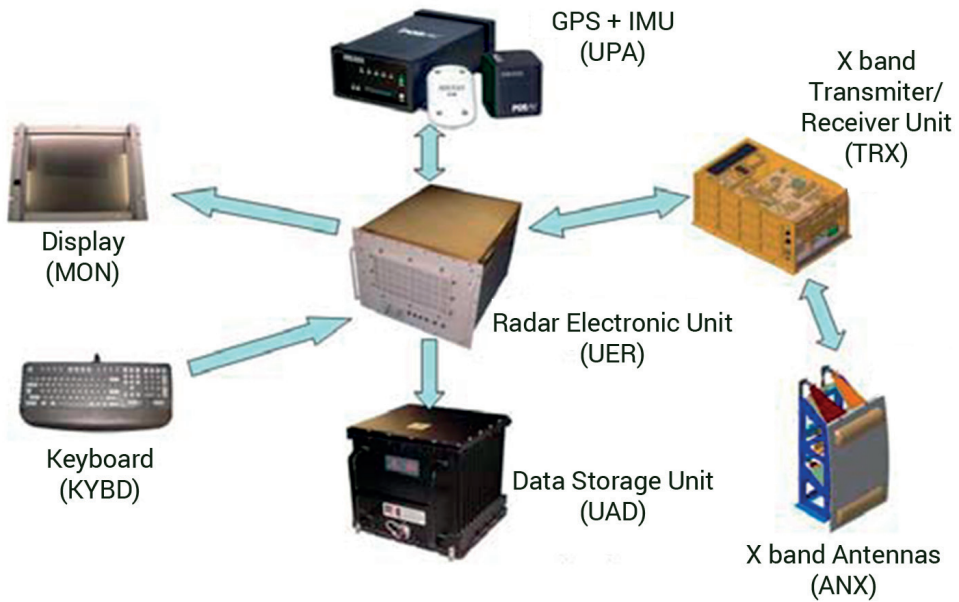 GPS + IMU
(UPA)
X band
Transmiter/
Receiver Unit
(TRX)
Display
(MON)
Radar Electronic Unit
(UER)
Keyboard
(KYBD)
Data Storage Unit
(UAD)
X band Antennas
(ANX)